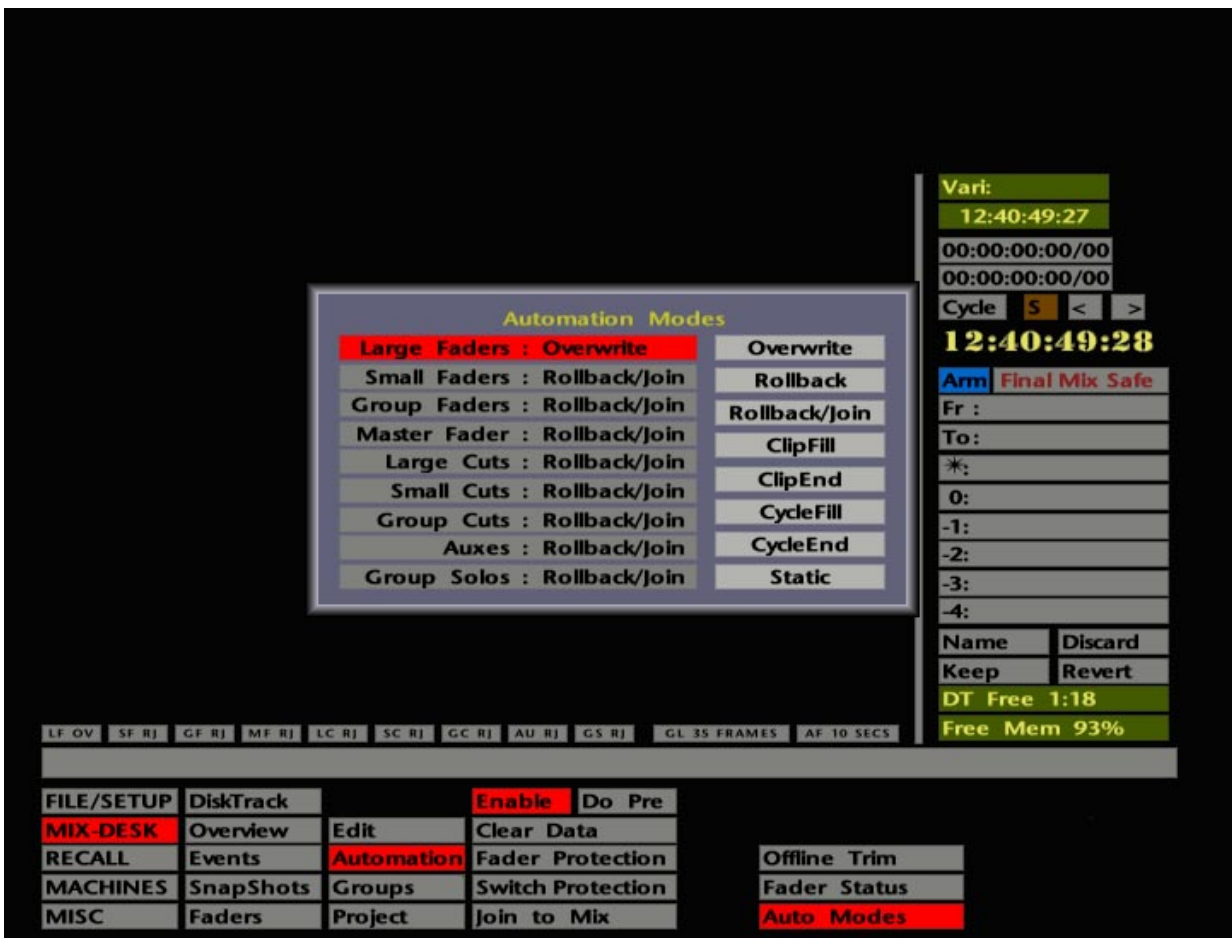 Vari:
12:40:49:27
00:00:00:00/00
00:00:00:00/00
Cycle S < >
12:40:49:28
Arm Final Mix Safe
Fr :
To:
*:
0:
-1:
-2:
-3:
-4:
Name Discard
Keep Revert
DT Free 1:18
Free Mem 93%
Automation Modes
Large Faders : Overwrite
Small Faders : Rollback/Join
Group Faders : Rollback/Join
Master Fader : Rollback/Join
Large Cuts : Rollback/Join
Small Cuts : Rollback/Join
Group Cuts : Rollback/Join
Auxes : Rollback/Join
Group Solos : Rollback/Join
Overwrite
Rollback
Rollback/Join
ClipFill
ClipEnd
CycleFill
CycleEnd
Static
LF OV SF RJ GF RJ MF RJ LC RJ SC RJ GC RJ AU RJ GS RJ GL 35 FRAMES AF 10 SECS
FILE/SETUP DiskTrack Enable Do Pre
MIX-DESK Overview Edit Clear Data
RECALL Events Automation Fader Protection Offline Trim
MACHINES SnapShots Groups Switch Protection Fader Status
MISC Faders Project Join to Mix Auto Modes